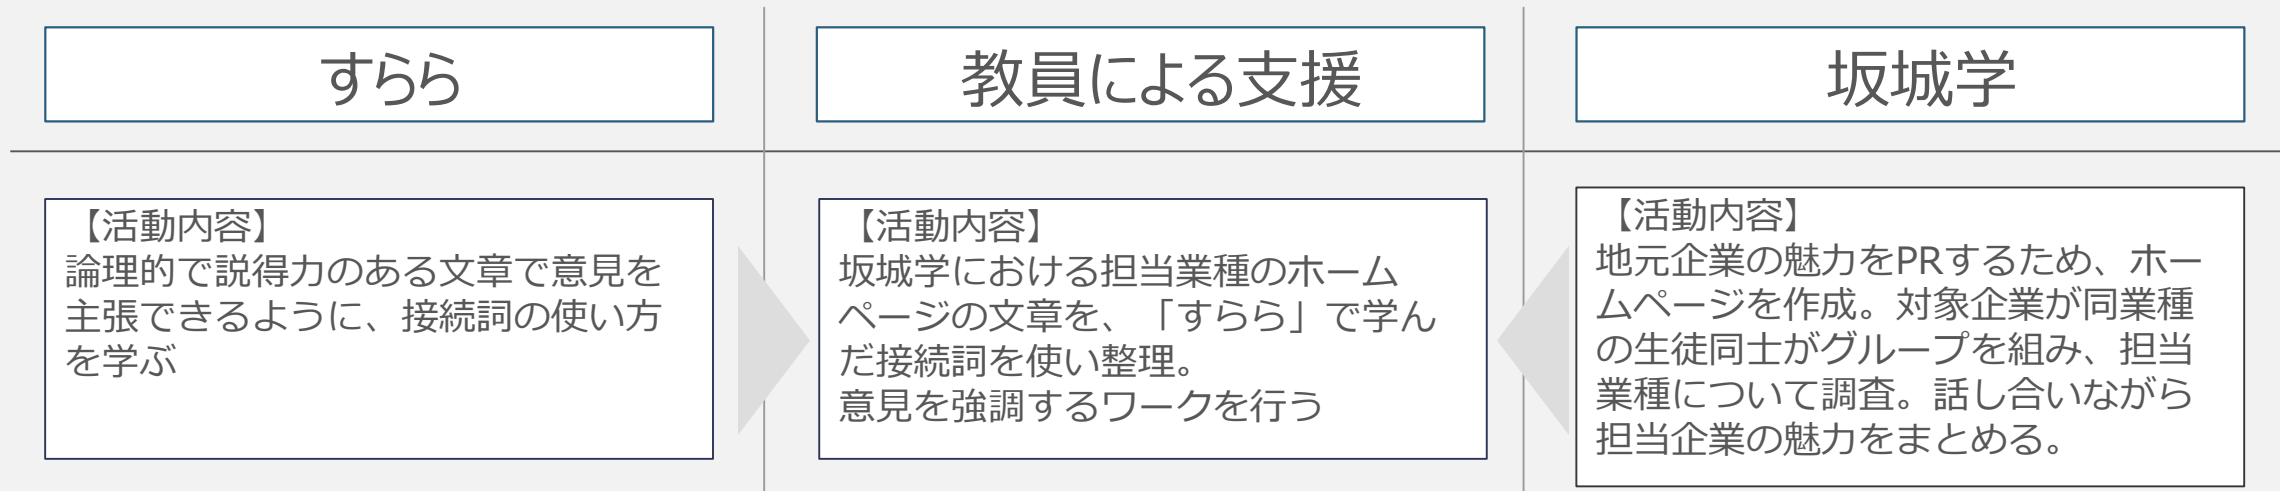 すらら
教員による支援
坂城学
【活動内容】
論理的で説得力のある文章で意見を
主張できるように、接続詞の使い方
を学ぶ
【活動内容】
坂城学における担当業種のホーム
ページの文章を、「すらら」で学ん
だ接続詞を使い整理。
意見を強調するワークを行う
【活動内容】
地元企業の魅力をPRするため、ホー
ムページを作成。対象企業が同業種
の生徒同士がグループを組み、担当
業種について調査。話し合いながら
担当企業の魅力をまとめる。